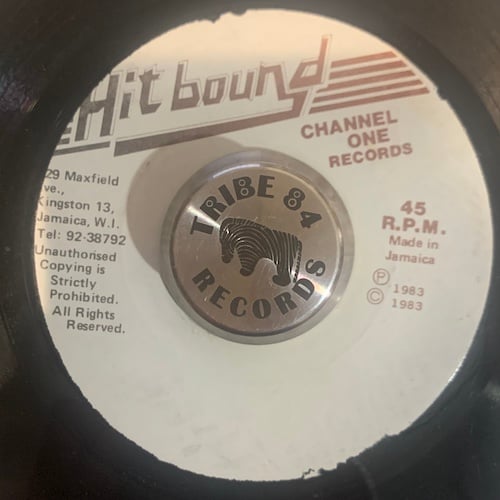 Hit bound
CHANNEL
ONE
RECORDS
29 Maxfield
ve.,
Kingston 13,
Jamaica, W.I.
Tel: 92-38792
Unauthorised
Copying is
Strictly
Prohibited.
All Rights
Reserved.
TRIBE 84
RECORDS
45
R.P.M.
Made in
Jamaica
Ⓟ 1983
© 1983